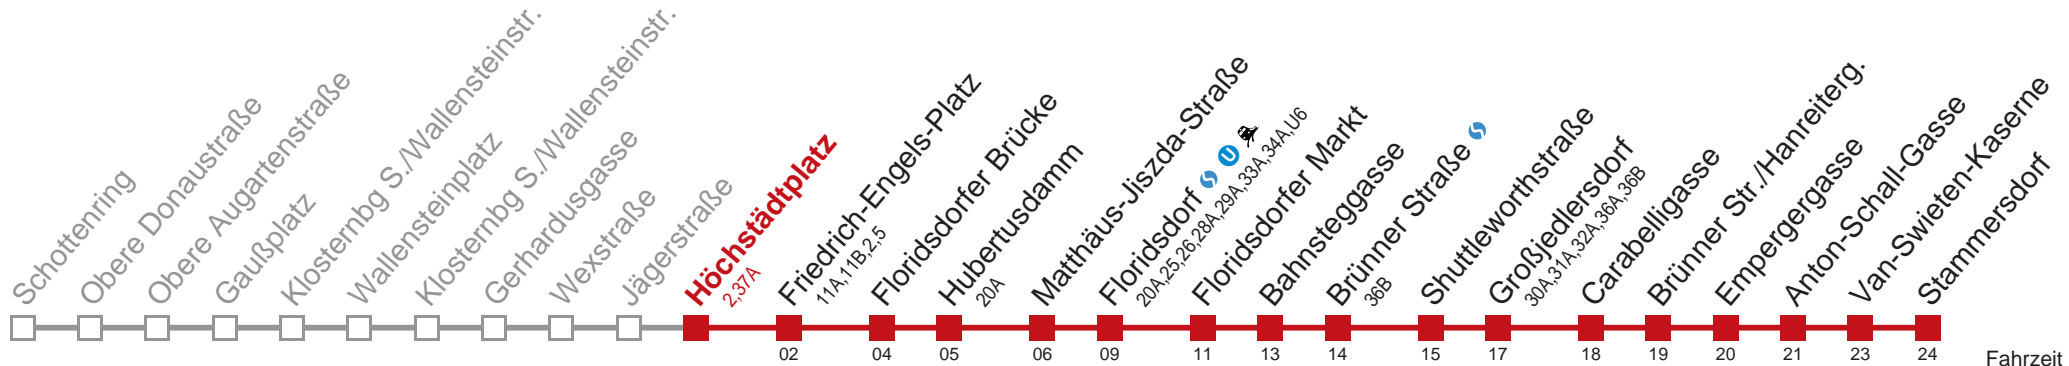 Schottenring
Obere Donaustraße
Obere Augartenstraße
Gaußplatz
Klosternbg S./Wallensteinstr.
Wallensteinplatz
Klosternbg S./Wallensteinstr.
Gerhardusgasse
Wexstraße
Jägerstraße
Höchstädtplatz
2,37A
Friedrich-Engels-Platz
11A,11B,2,5
Floridsdorfer Brücke
Hubertusdamm
20A
Matthäus-Jiszda-Straße
Floridsdorf S U
20A,25,26,28A,29A,33A,34A,U6
Floridsdorfer Markt
Bahnsteggasse
Brünner Straße S
36B
Shuttleworthstraße
Großjedlersdorf
30A,31A,32A,36A,36B
Carabelligasse
Brünner Str./Hanreiterg.
Empergergasse
Anton-Schall-Gasse
Van-Swieten-Kaserne
Stammersdorf
02 04 05 06 09 11 13 14 15 17 18 19 20 21 23 24 Fahrzeit